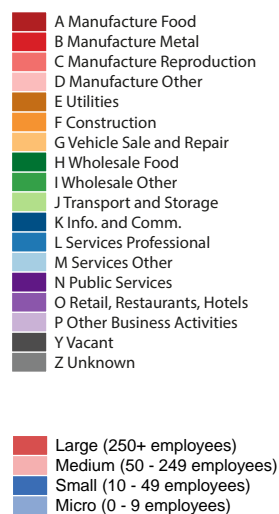 A Manufacture Food
B Manufacture Metal
C Manufacture Reproduction
D Manufacture Other
E Utilities
F Construction
G Vehicle Sale and Repair
H Wholesale Food
I Wholesale Other
J Transport and Storage
K Info. and Comm.
L Services Professional
M Services Other
N Public Services
O Retail, Restaurants, Hotels
P Other Business Activities
Y Vacant
Z Unknown
Large (250+ employees)
Medium (50 - 249 employees)
Small (10 - 49 employees)
Micro (0 - 9 employees)